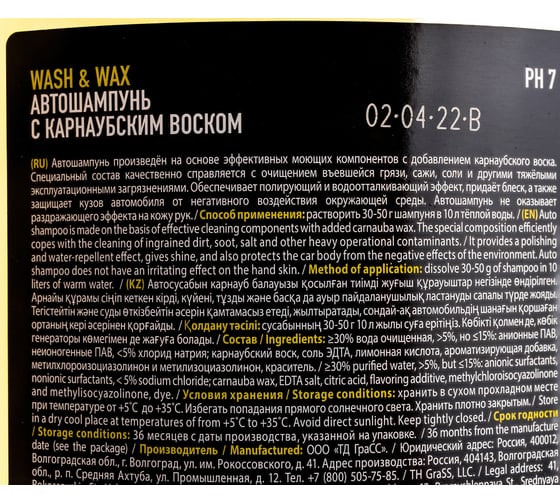 WASH & WAX
PH 7
АВТОШАМПУНЬ
С КАРНАУБСКИМ ВОСКОМ
02·04·22·В
(RU) Автошампунь произведён на основе эффективных моющих компонентов с добавлением карнаубского воска.
Специальный состав качественно справляется с очищением въевшейся грязи, сажи, соли и другими тяжёлыми
эксплуатационными загрязнениями. Обеспечивает полирующий и водоотталкивающий эффект, придаёт блеск, а также
защищает кузов автомобиля от негативного воздействия окружающей среды. Автошампунь не оказывает
раздражающего эффекта на кожу рук. / Способ применения: растворить 30-50 г шампуня в 10 л тёплой воды. / (EN) Auto
shampoo is made on the basis of effective cleaning components with added carnauba wax. The special composition efficiently
copes with the cleaning of ingrained dirt, soot, salt and other heavy operational contaminants. / It provides a polishing
and water-repellent effect, gives shine, and also protects the car body from the negative effects of the environment. Auto
shampoo does not have an irritating effect on the hand skin. / Method of application: dissolve 30-50 g of shampoo in 10
liters of warm water. / (KZ) Автосусабын карнауб балауызы қосылған тиімді жуғыш құрауыштар негізінде өндірілген.
Арнайы құрамы сіңіп кеткен кірді, күйені, тұзды және басқа да ауыр пайдаланушылық ластануды сапалы түрде жояды.
Тегістейтін және суды өткізбейтін әсерін қамтамасыз етеді, жылтыратады, сондай-ақ автомобильдің шанағын қоршаған
ортаның кері әсерінен қорғайды. / Қолдану тәсілі: сусабынның 30-50 г 10 л жылы суға ерітіңіз. Көбікті қолмен де, көбік
генераторы көмегімен де жағуға болады. / Состав / Ingredients: ≥30% вода очищенная, >5%, но ≤15%: анионные ПАВ,
неионогенные ПАВ, <5% хлорид натрия; карнаубский воск, соль ЭДТА, лимонная кислота, ароматизирующая добавка,
метилхлороизотиазолинон и метилизотиазолинон, краситель. / ≥30% purified water, >5%, but ≤15%: anionic surfactants,
nonionic surfactants, < 5% sodium chloride; carnauba wax, EDTA salt, citric acid, flavoring additive, methylchloroisocyazolinone
and methylisocyazolinone, dye. / Условия хранения / Storage conditions: хранить в сухом прохладном месте
при температуре от +5˚C до +35˚C. Избегать попадания прямого солнечного света. Хранить плотно закрытым. / Store
in a dry cool place at temperatures of from +5°C to +35°C. Avoid direct sunlight. Keep tightly closed. / Срок годности
/ Storage conditions: 36 месяцев с даты производства, указанной на упаковке. / 36 months from the manufacture
date (see the package) / Производитель / Manufactured: ООО «ТД ГраСС». / Юридический адрес: Россия, 400012,
Волгоградская обл., г. Волгоград, ул. им. Рокоссовского, д. 41. Адрес производства: Россия, 404143, Волгоградская
обл., р. п. Средняя Ахтуба, ул. Промышленная, д. 12. Тел. +7 (800) 505-75-85. / TH GraSS, LLC. / Legal address: 41,